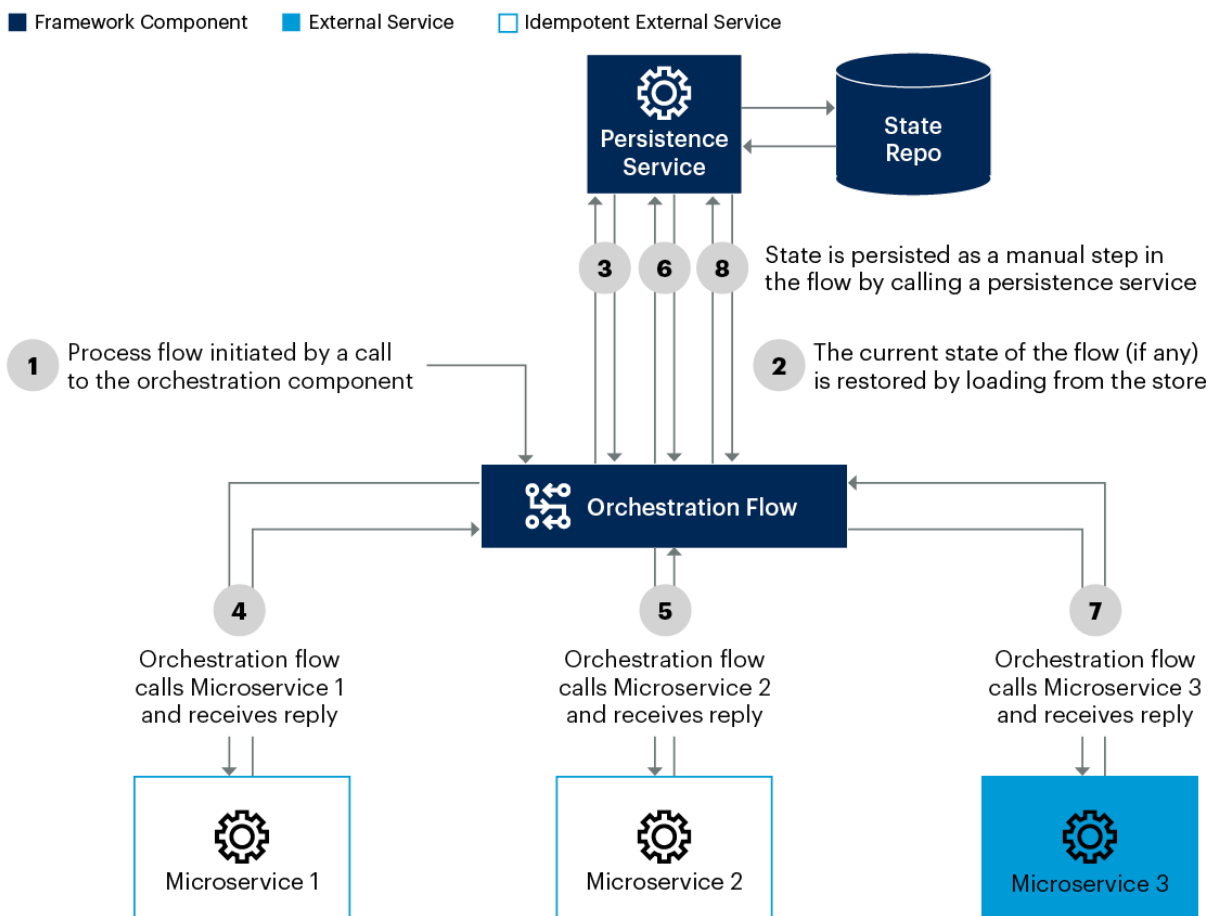 Framework Component
External Service
Idempotent External Service
Persistence
Service
State
Repo
3
6
8
State is persisted as a manual step in
the flow by calling a persistence service
1
Process flow initiated by a call
to the orchestration component
2
The current state of the flow (if any)
is restored by loading from the store
Orchestration Flow
4
Orchestration flow
calls Microservice 1
and receives reply
5
Orchestration flow
calls Microservice 2
and receives reply
7
Orchestration flow
calls Microservice 3
and receives reply
Microservice 1
Microservice 2
Microservice 3